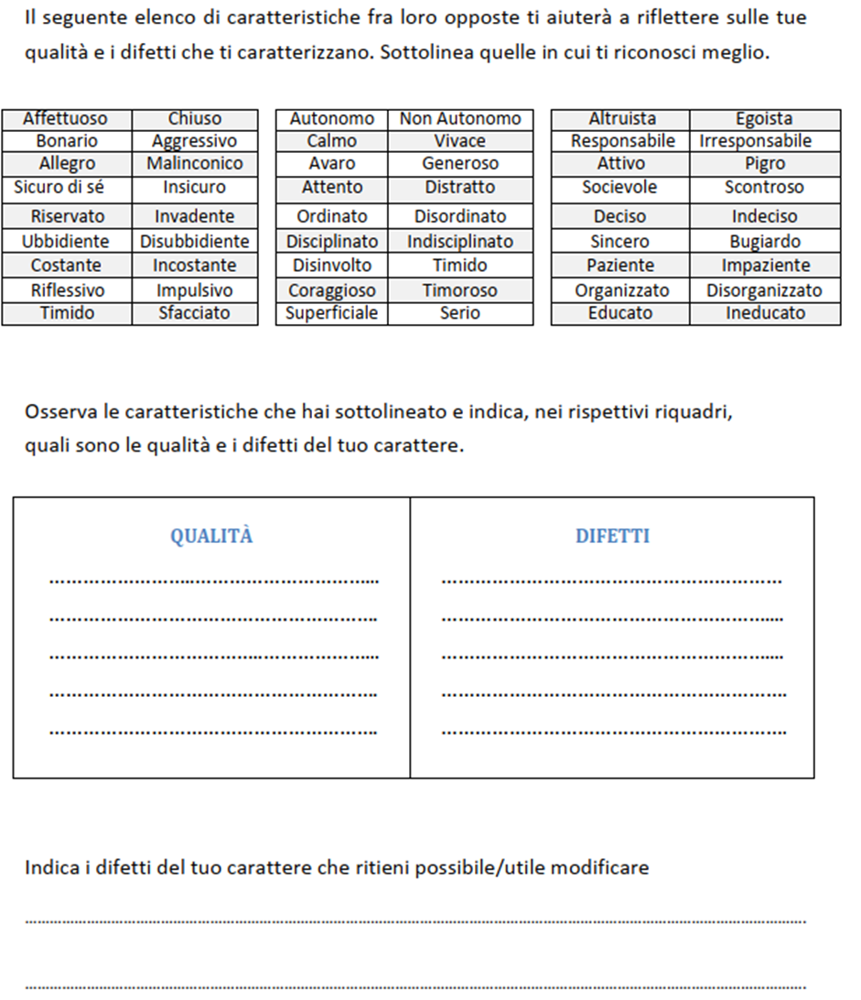 Il seguente elenco di caratteristiche fra loro opposte ti aiuterà a riflettere sulle tue
qualità e i difetti che ti caratterizzano. Sottolinea quelle in cui ti riconosci meglio.
Affettuoso Chiuso Autonomo Non Autonomo Altruista Egoista
Bonario Aggressivo Calmo Vivace Responsabile Irresponsabile
Allegro Malinconico Avaro Generoso Attivo Pigro
Sicuro di sé Insicuro Attento Distratto Socievole Scontroso
Riservato Invadente Ordinato Disordinato Deciso Indeciso
Ubbidiente Disubbidiente Disciplinato Indisciplinato Sincero Bugiardo
Costante Incostante Disinvolto Timido Paziente Impaziente
Riflessivo Impulsivo Coraggioso Timoroso Organizzato Disorganizzato
Timido Sfacciato Superficiale Serio Educato Ineducato
Osserva le caratteristiche che hai sottolineato e indica, nei rispettivi riquadri,
quali sono le qualità e i difetti del tuo carattere.
QUALITÀ DIFETTI
Indica i difetti del tuo carattere che ritieni possibile/utile modificare